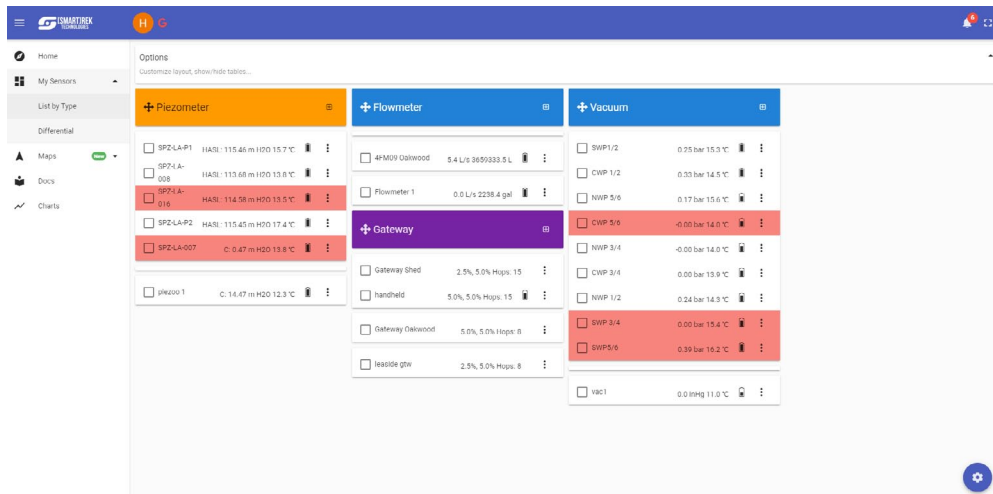 ISMARTJREK
TECHNOLOGIES
H G
6
Home
My Sensors
List by Type
Differential
Maps New
Docs
Charts
Options
Customize layout, show/hide tables...
Piezometer
SPZ-LA-P1 HASL: 115.46 m H2O 15.7 °C
SPZ-LA-
008 HASL: 113.68 m H2O 13.8 °C
SPZ-LA-
016 HASL: 114.58 m H2O 13.5 °C
SPZ-LA-P2 HASL: 115.45 m H2O 17.4 °C
SPZ-LA-007 C: 0.47 m H2O 13.8 °C
piezoo 1 C: 14.47 m H2O 12.3 °C
Flowmeter
4FM09 Oakwood 5.4 L/s 3659333.5 L
Flowmeter 1 0.0 L/s 2238.4 gal
Gateway
Gateway Shed 2.5%, 5.0% Hops: 15
handheld 5.0%, 5.0% Hops: 15
Gateway Oakwood 5.0%, 5.0% Hops: 8
leaside gtw 2.5%, 5.0% Hops: 8
Vacuum
SWP1/2 0.25 bar 15.3 °C
CWP 1/2 0.33 bar 14.5 °C
NWP 5/6 0.17 bar 15.6 °C
CWP 5/6 -0.00 bar 14.0 °C
NWP 3/4 -0.00 bar 14.0 °C
CWP 3/4 0.00 bar 13.9 °C
NWP 1/2 0.24 bar 14.3 °C
SWP 3/4 0.00 bar 15.4 °C
SWP5/6 0.39 bar 16.2 °C
vac1 0.0 InHg 11.0 °C